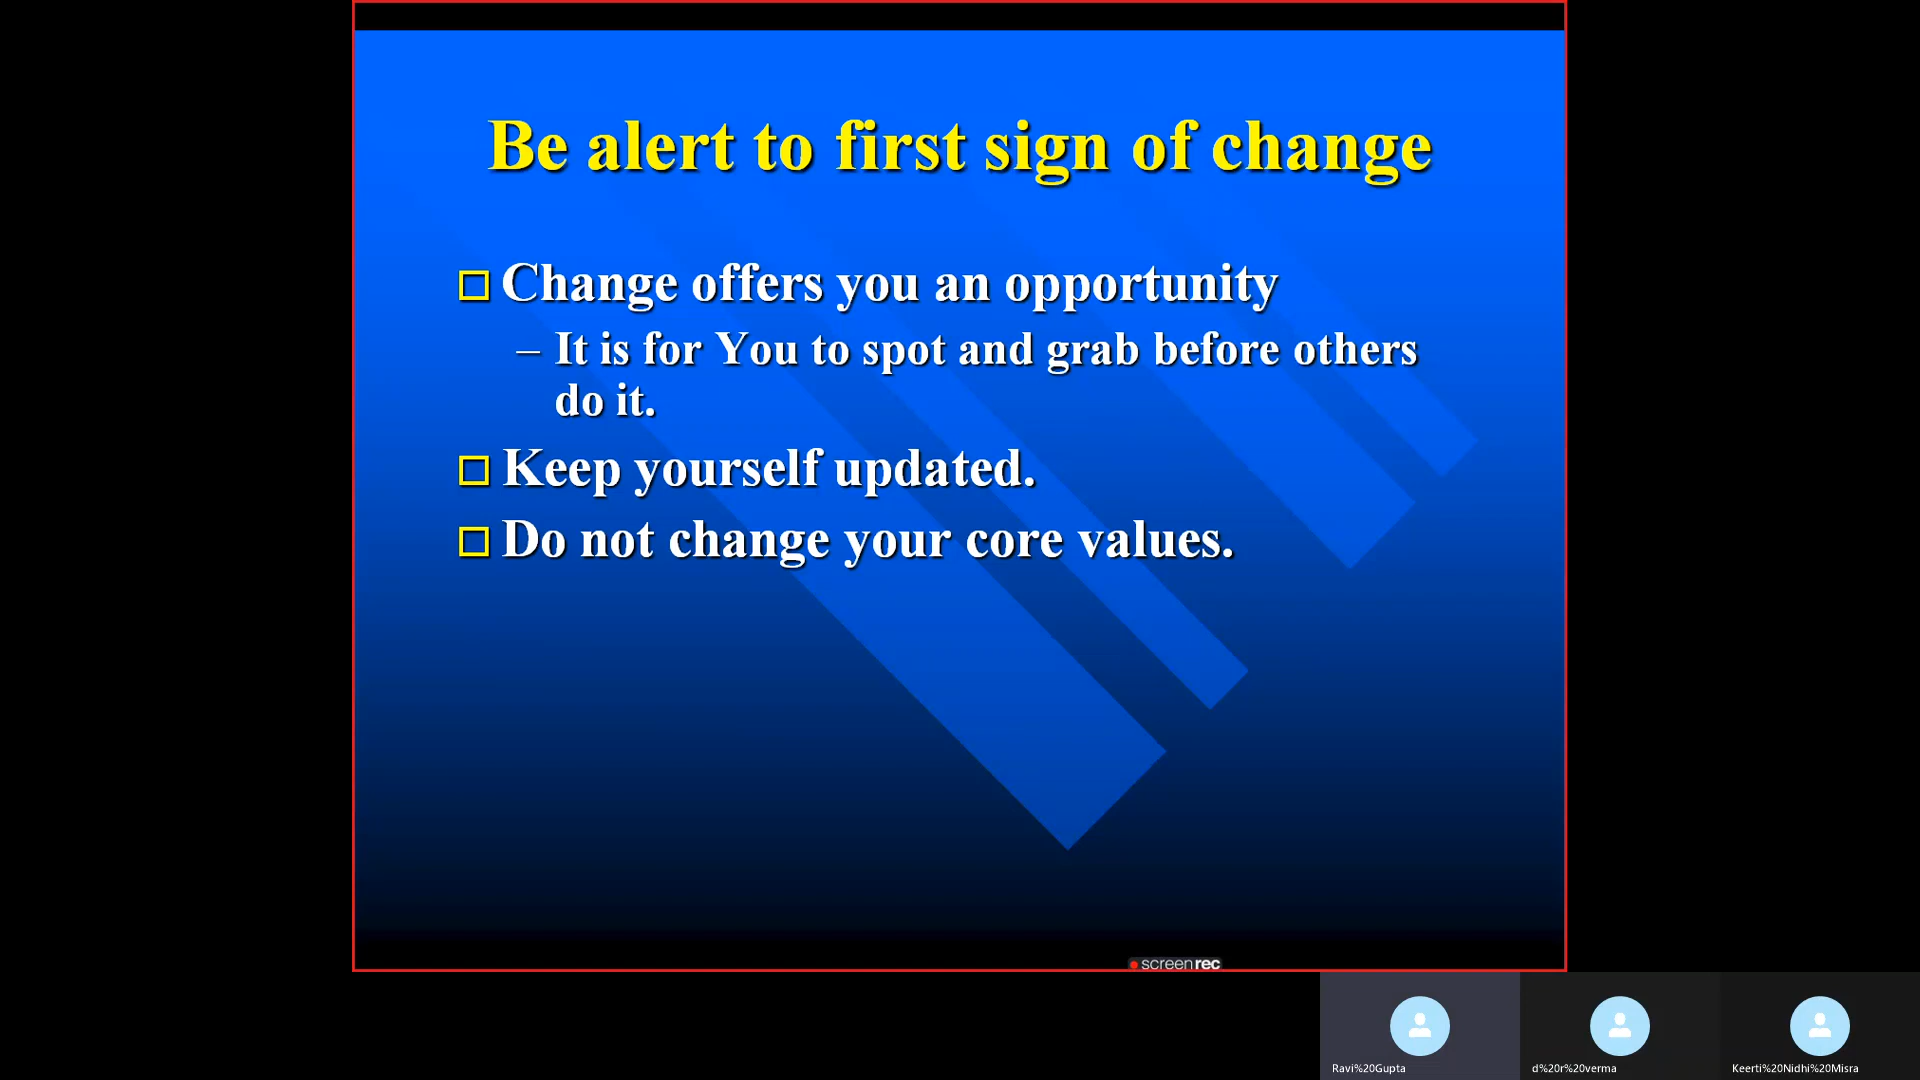 Be alert to first sign of change
Change offers you an opportunity
– It is for You to spot and grab before others
do it.
Keep yourself updated.
Do not change your core values.
screenrec
Ravi%20Gupta
d%20r%20verma
Keerti%20Nidhi%20Misra